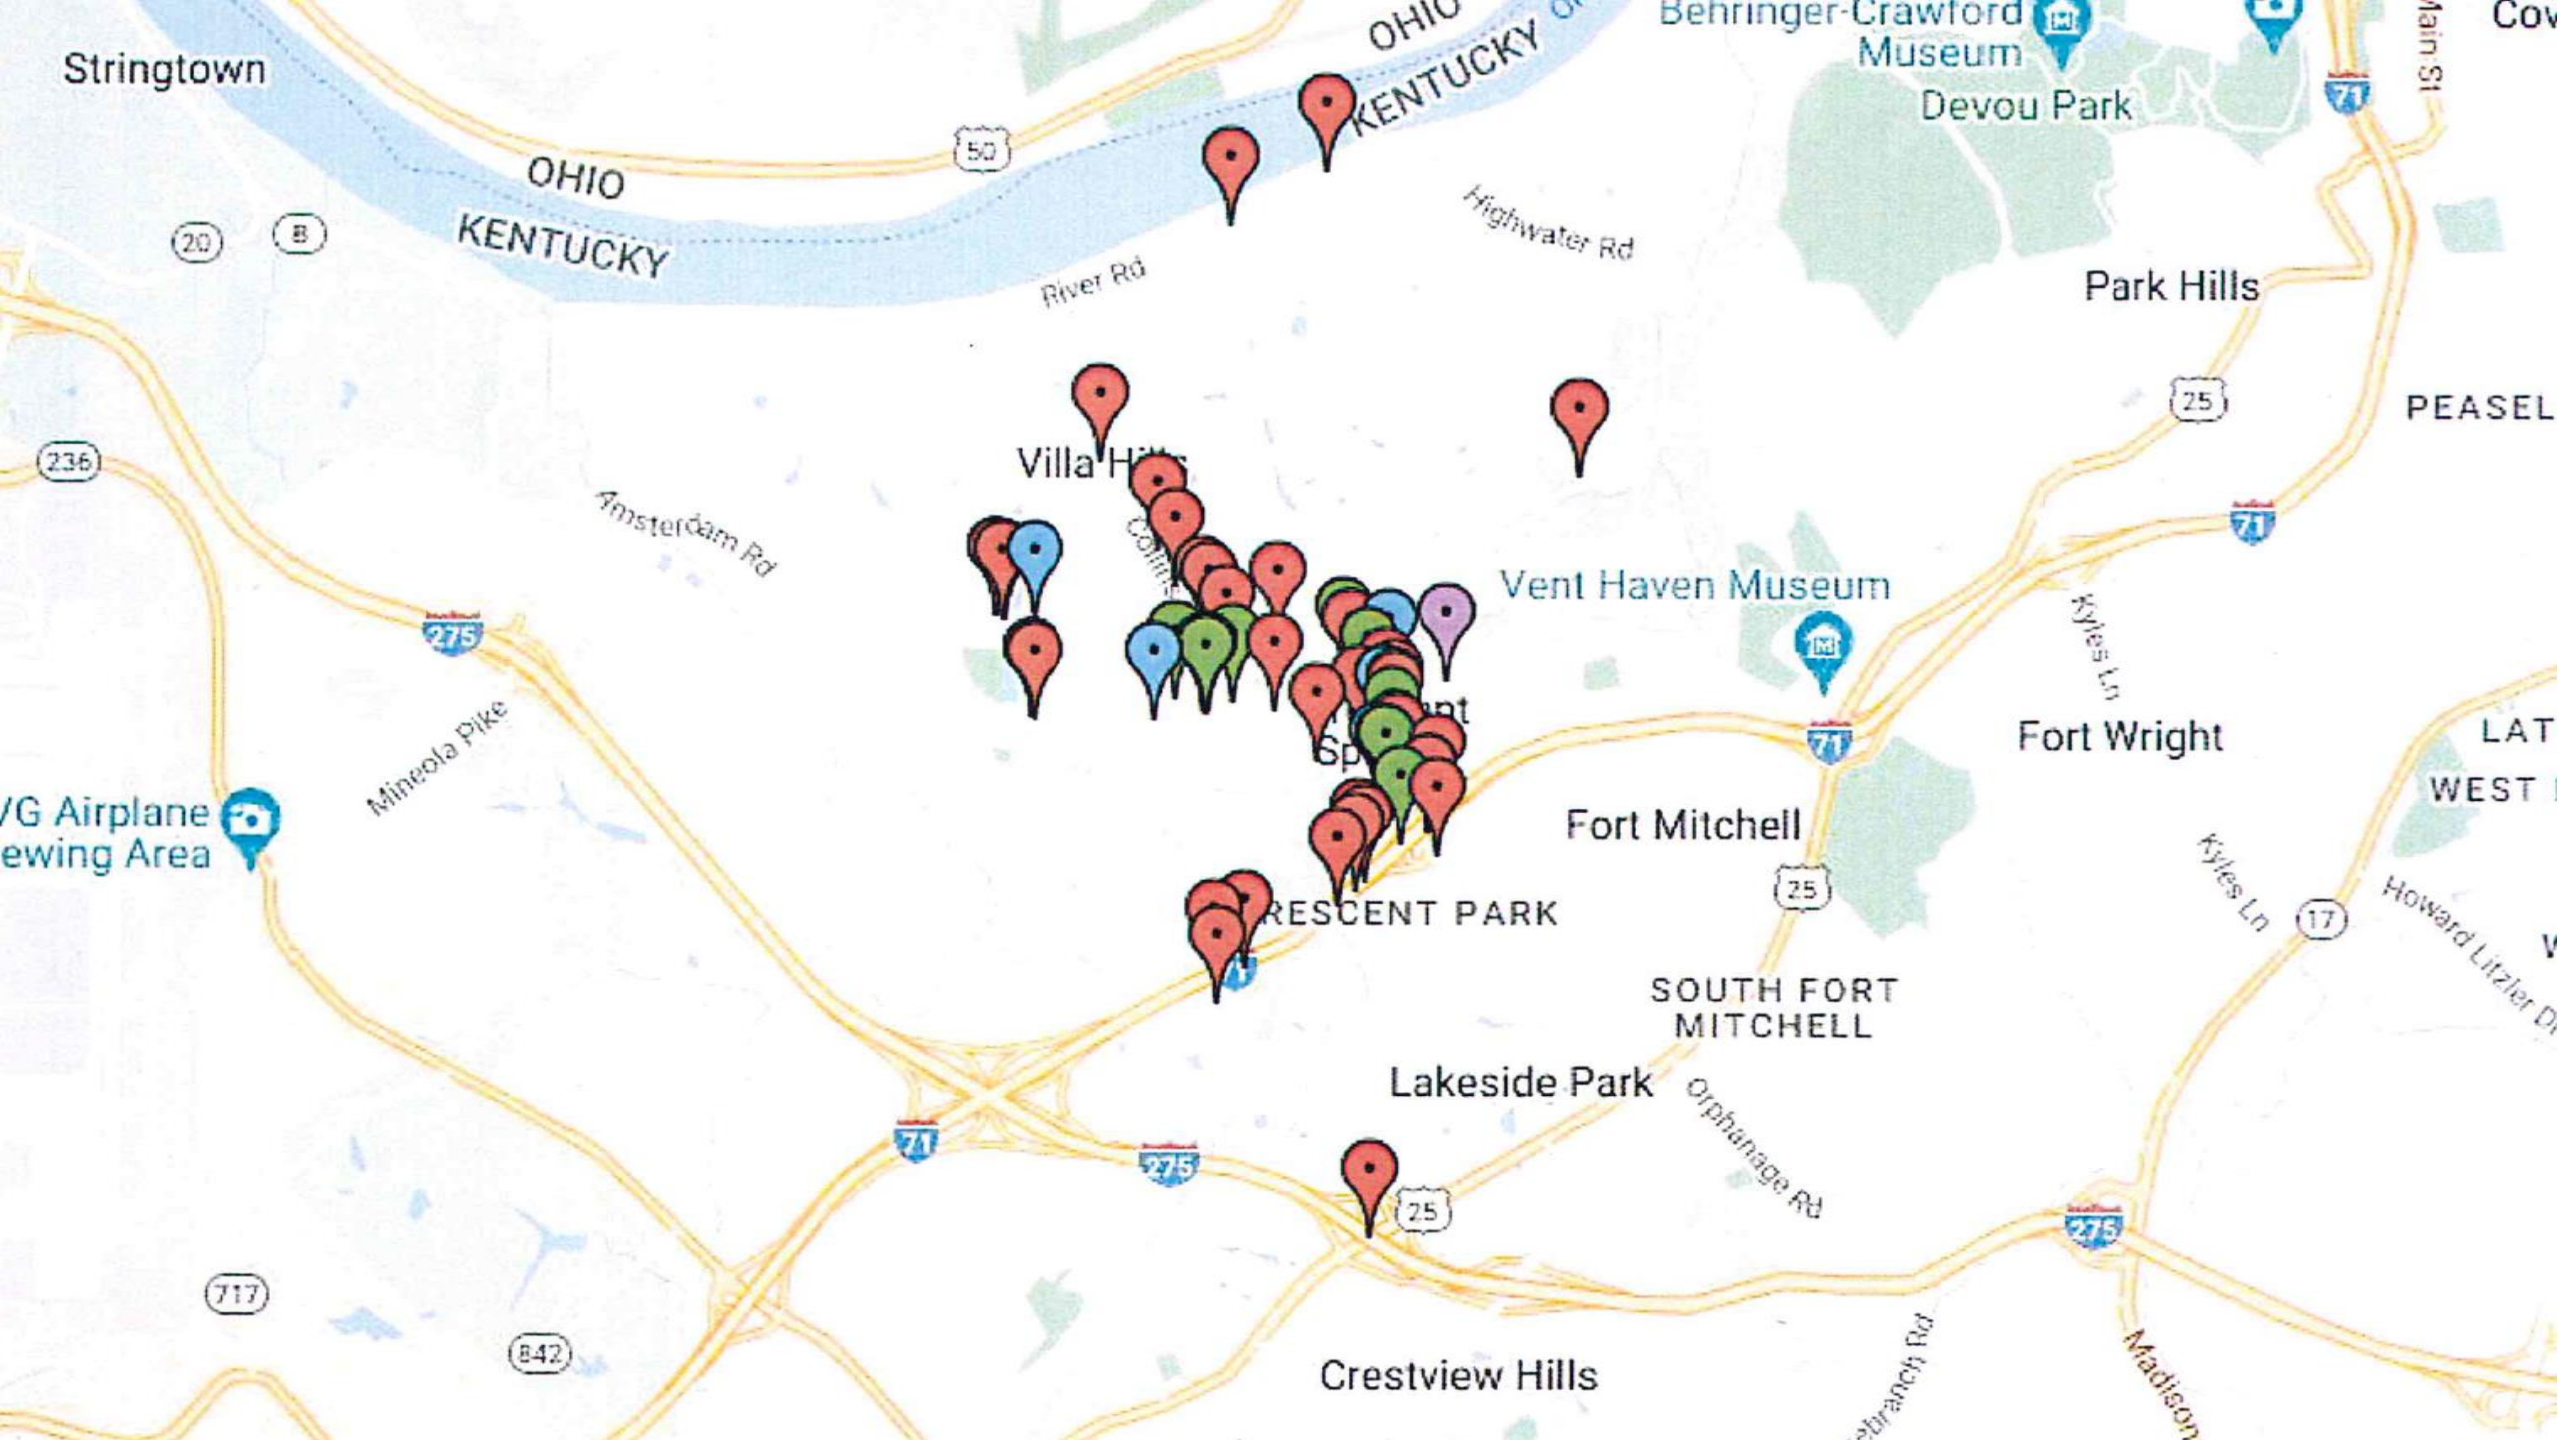 OHIO
KENTUCKY
Behringer-Crawford
Museum
Main St
Stringtown
71
Devou Park
50
OHIO
KENTUCKY
20
8
Highwater Rd
River Rd
Park Hills
25
236
Villa Hills
Amsterdam Rd
71
Vent Haven Museum
275
Kyles Ln
Mineola Pike
71
Fort Wright
Fort Mitchell
25
Kyles Ln
17
Howard Litzler
RESCENT PARK
SOUTH FORT
MITCHELL
WEST
Airplane
Area
Lakeside Park
Orphanage Rd
71
275
25
275
717
842
Crestview Hills
Madison